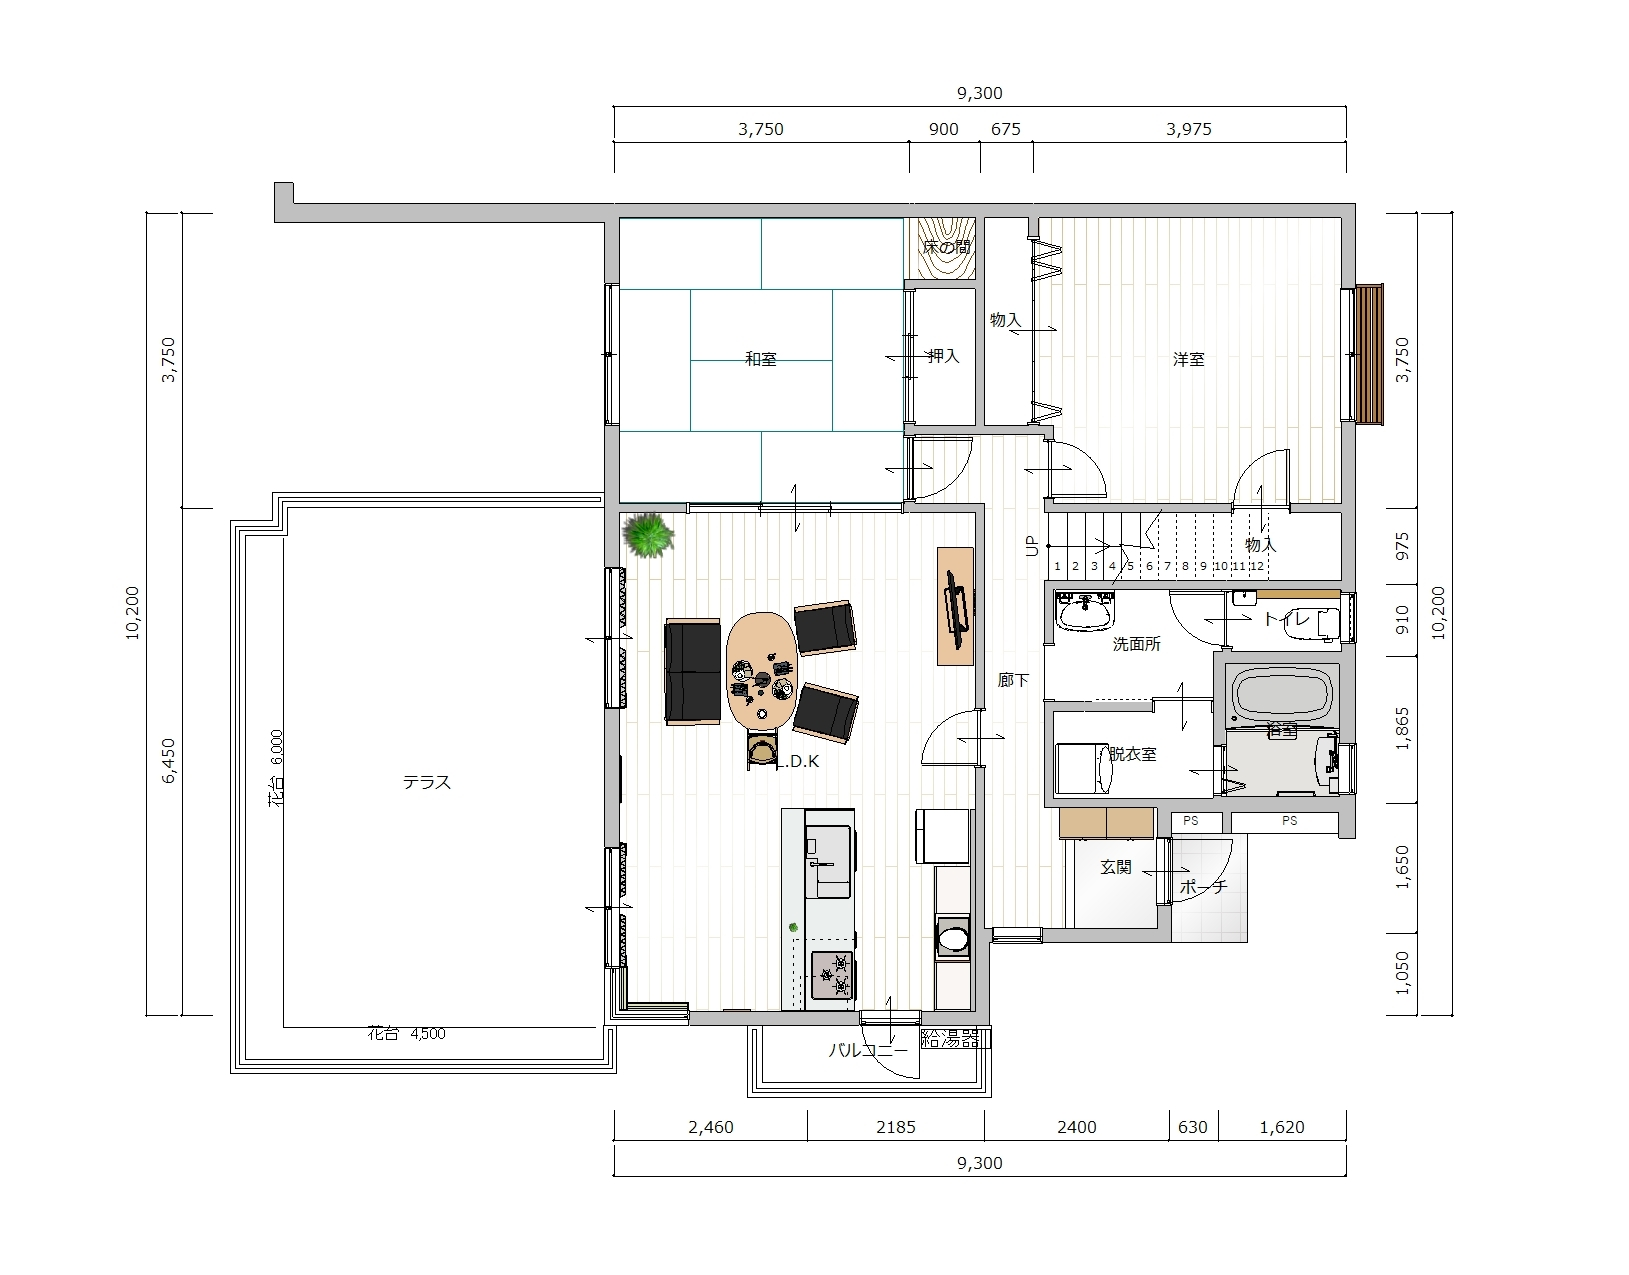 9,300
3,750 900 675 3,975
床の間
物入
和室
押入
洋室
3,750
3,750
975
物入
UP
1 2 3 4 5 6 7 8 9 10 11 12
10,200
910
10,200
トイレ
洗面所
廊下
1,865
浴室
脱衣室
L.D.K
花台 6,000
6,450
テラス
PS PS
玄関
ポーチ
1,650
1,050
花台 4,500
バルコニー
給湯器
2,460 2185 2400 630 1,620
9,300